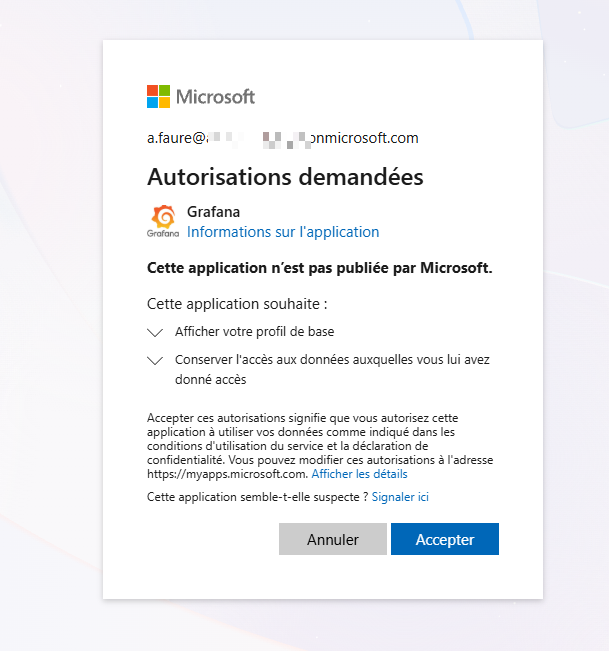 Microsoft
a.faure@ onmicrosoft.com
Autorisations demandées
Grafana
Grafana
Informations sur l'application
Cette application n’est pas publiée par Microsoft.
Cette application souhaite :
Afficher votre profil de base
Conserver l'accès aux données auxquelles vous lui avez
donné accès
Accepter ces autorisations signifie que vous autorisez cette
application à utiliser vos données comme indiqué dans les
conditions d'utilisation du service et la déclaration de
confidentialité. Vous pouvez modifier ces autorisations à l'adresse
https://myapps.microsoft.com. Afficher les détails
Cette application semble-t-elle suspecte ? Signaler ici
Annuler
Accepter